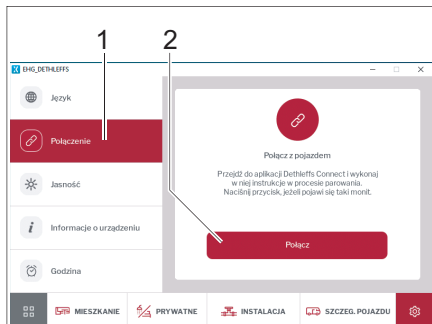 1 2
EHG_DETHLEFFS
Język
Połączenie
Jasność
Informacje o urządzeniu
Godzina
Połącz z pojazdem
Przejdź do aplikacji Dethleffs Connect i wykonaj
w niej instrukcje w procesie parowania.
Naciśnij przycisk, jeżeli pojawi się taki monit.
Połącz
MIESZKANIE PRYWATNE INSTALACJA SZCZEG. POJAZDU